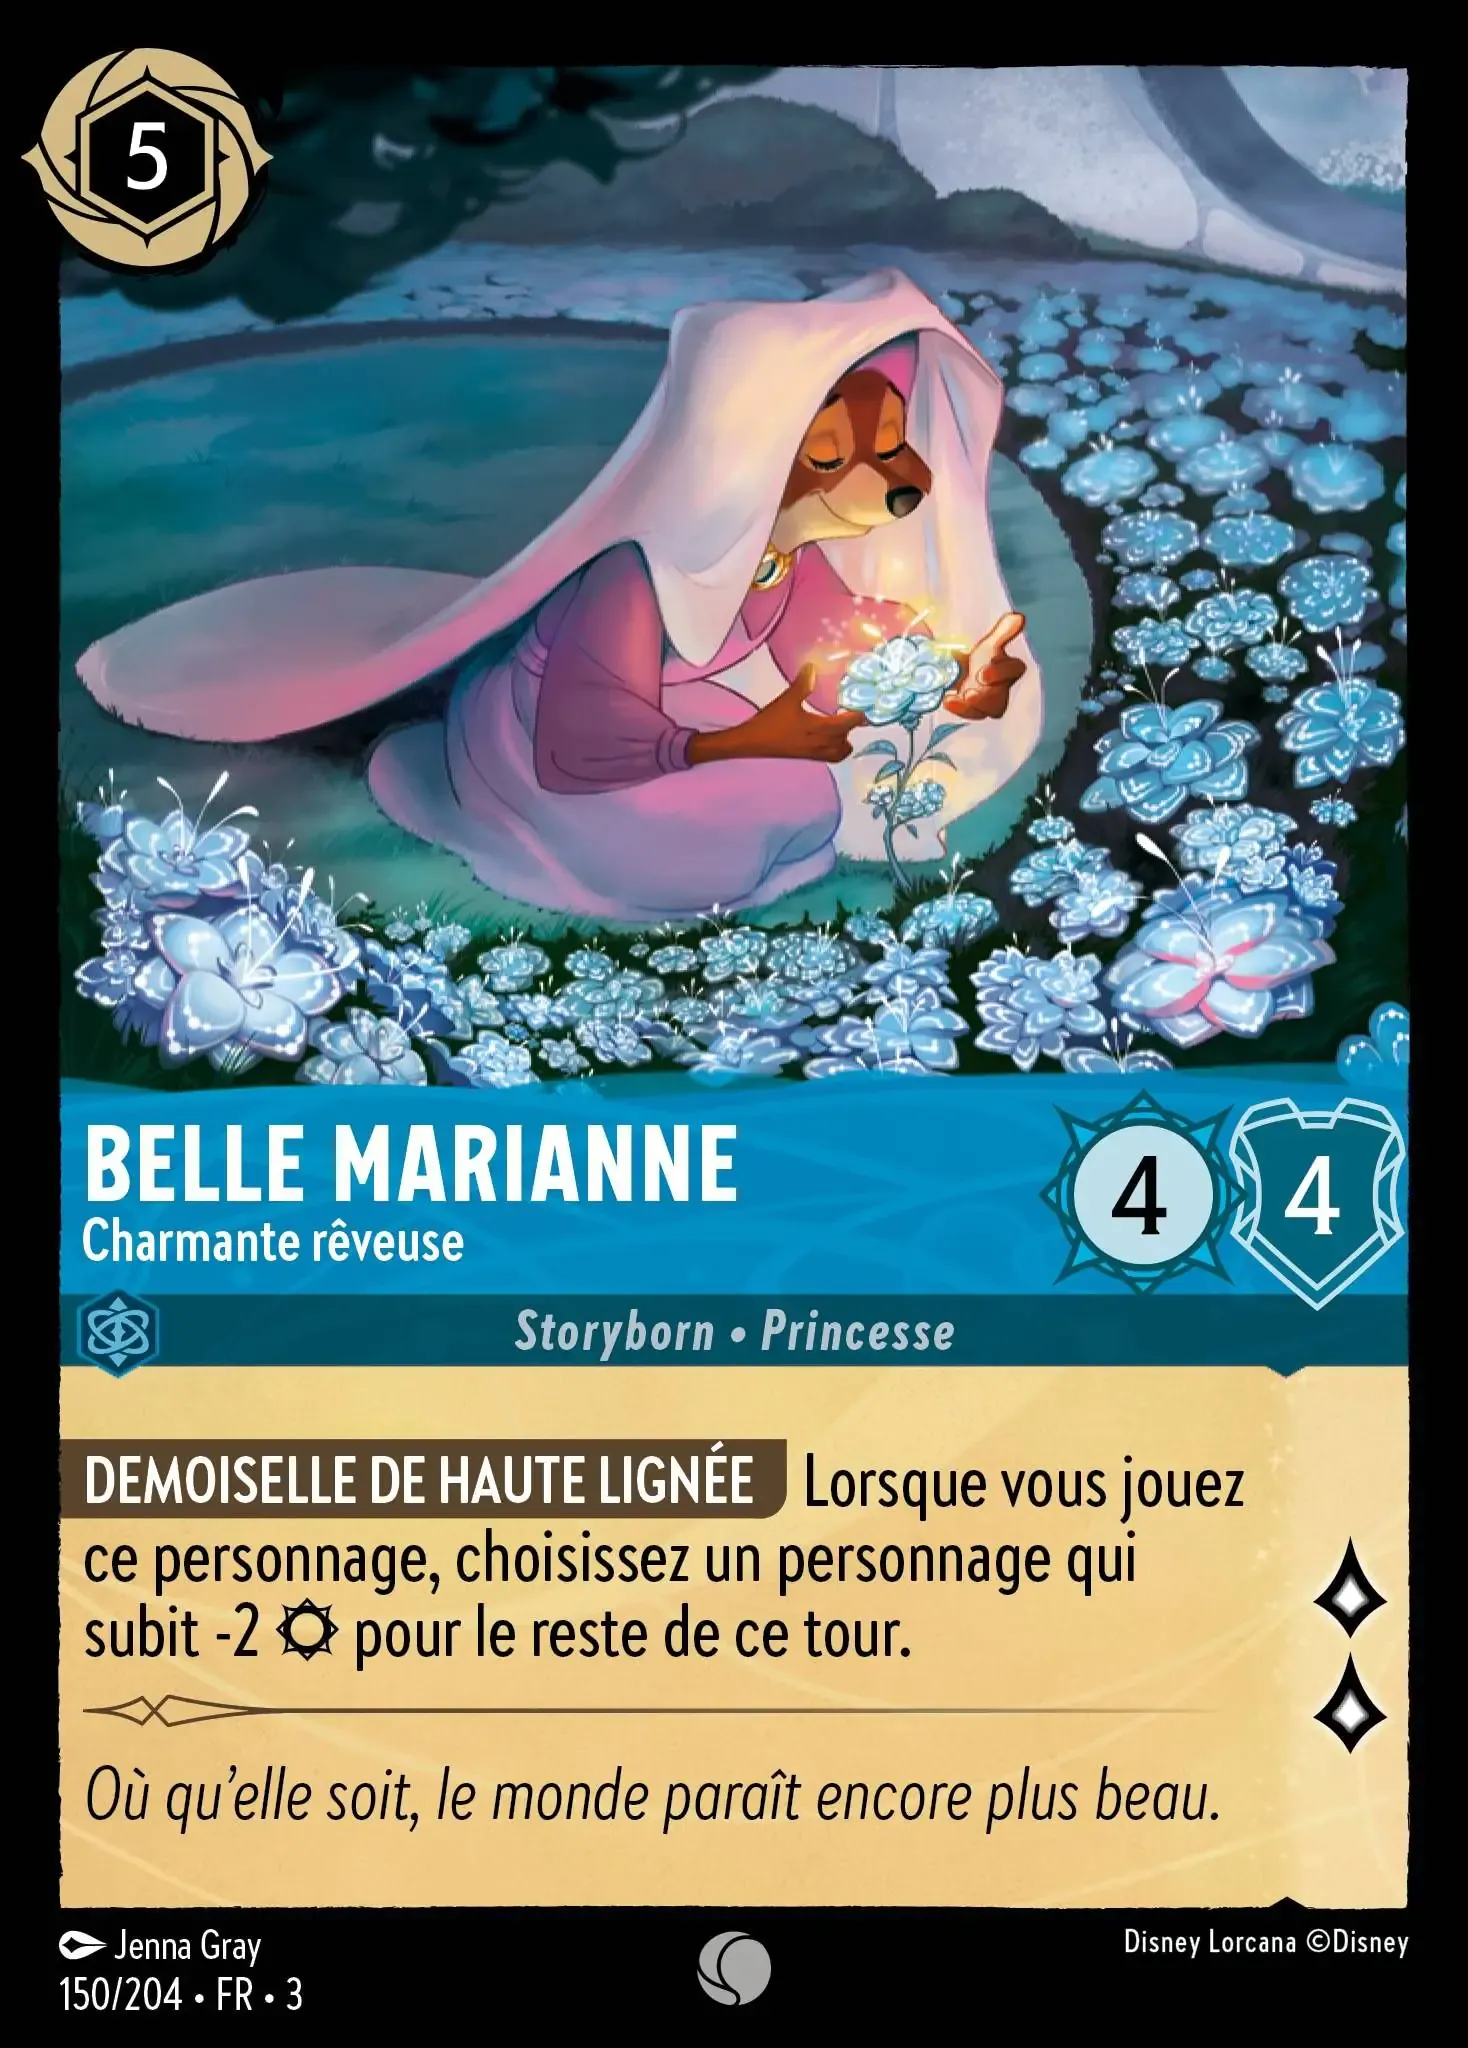 5
BELLE MARIANNE
Charmante rêveuse
4 4
Storyborn • Princesse
DEMOISELLE DE HAUTE LIGNÉE Lorsque vous jouez
ce personnage, choisissez un personnage qui
subit -2 pour le reste de ce tour.
Où qu’elle soit, le monde paraît encore plus beau.
Jenna Gray
Disney Lorcana ©Disney
150/204 • FR • 3